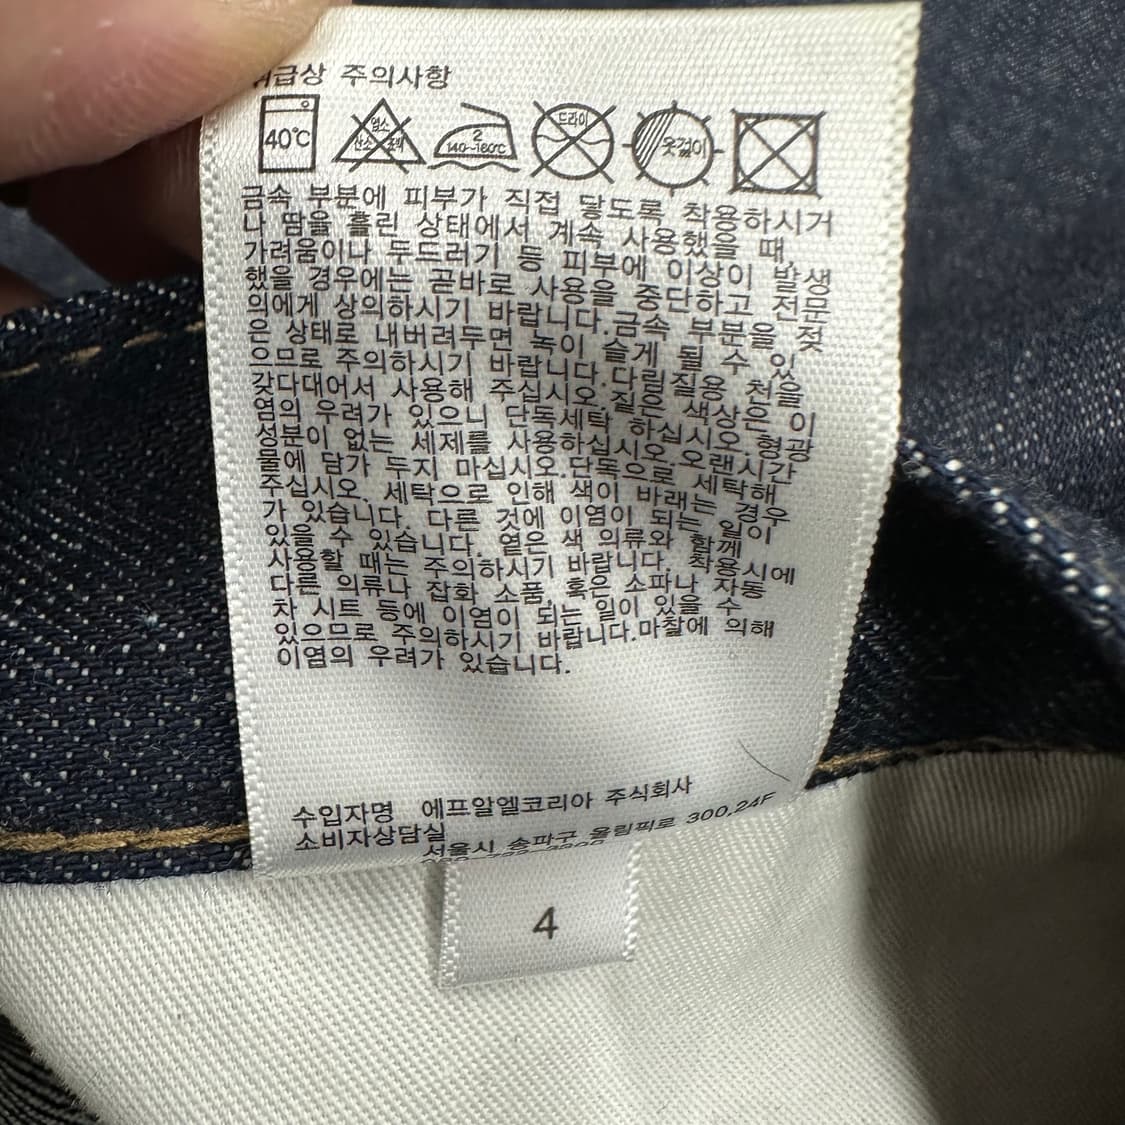 취급상 주의사항
40℃
염소
산소 표백
2
140~160℃
드라이
옷걸이
금속 부분에 피부가 직접 닿도록 착용하시거
나 땀을 흘린 상태에서 계속 사용했을 때,
가려움이나 두드러기 등 피부에 이상이 발생
했을 경우에는 곧바로 사용을 중단하고 전문
의에게 상의하시기 바랍니다.금속 부분을 젖
은 상태로 내버려두면 녹이 슬게 될 수 있
으므로 주의하시기 바랍니다.다림질용 천을
갖다대어서 사용해 주십시오.짙은 색상은 이
염의 우려가 있으니 단독세탁 하십시오.형광
성분이 없는 세제를 사용하십시오.오랜시간
물에 담가 두지 마십시오.단독으로 세탁해
주십시오. 세탁으로 인해 색이 바래는 경우
가 있습니다. 다른 것에 이염이 되는 일이
있을 수 있습니다. 옅은 색 의류와 함께
사용할 때는 주의하시기 바랍니다. 착용시에
다른 의류나 잡화 소품, 혹은 소파나 자동
차 시트 등에 이염이 되는 일이 있을 수
있으므로 주의하시기 바랍니다.마찰에 의해
이염의 우려가 있습니다.
수입자명 에프알엘코리아 주식회사
서울시 송파구 올림픽로 300,24F
소비자상담실
4